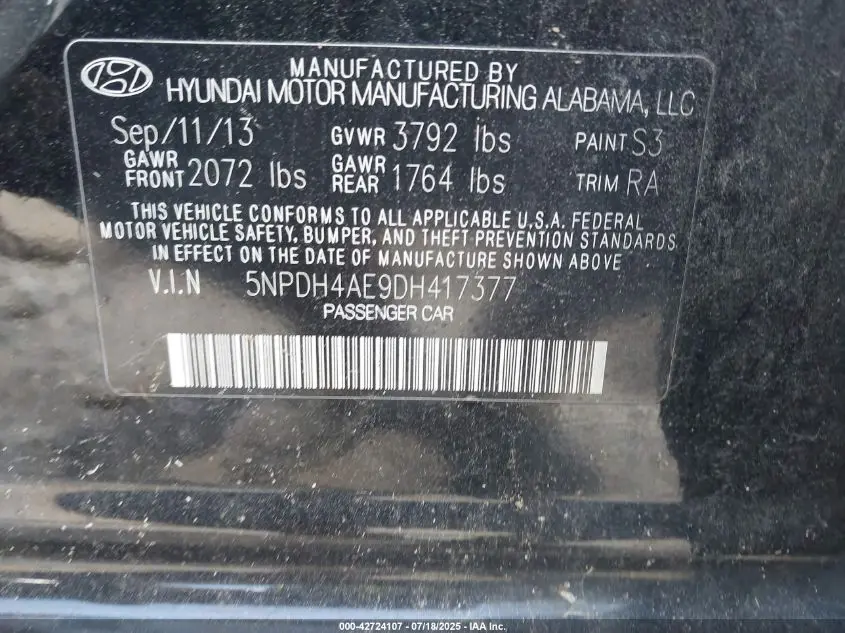 MANUFACTURED BY
HYUNDAI MOTOR MANUFACTURING ALABAMA, LLC
Sep/11/13 GVWR 3792 lbs PAINT S3
GAWR FRONT 2072 lbs GAWR REAR 1764 lbs TRIM RA
THIS VEHICLE CONFORMS TO ALL APPLICABLE U.S.A. FEDERAL
MOTOR VEHICLE SAFETY, BUMPER, AND THEFT PREVENTION STANDARDS
IN EFFECT ON THE DATE OF MANUFACTURE SHOWN ABOVE
V.I.N 5NPDH4AE9DH417377
PASSENGER CAR
000-42724107 - 07/18/2025 - IAA Inc.